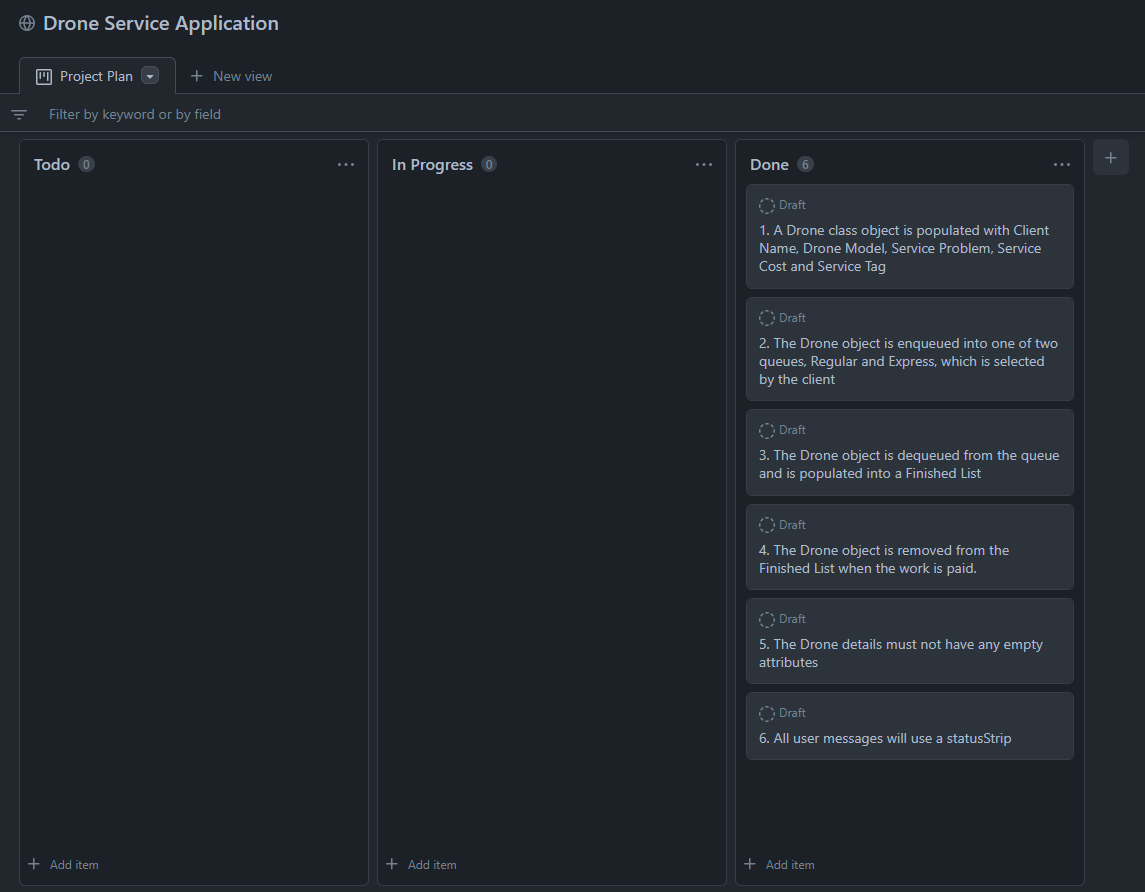 Drone Service Application
Project Plan
New view
Filter by keyword or by field
Todo 0
In Progress 0
Done 6
Draft
1. A Drone class object is populated with Client
Name, Drone Model, Service Problem, Service
Cost and Service Tag
Draft
2. The Drone object is enqueued into one of two
queues, Regular and Express, which is selected
by the client
Draft
3. The Drone object is dequeued from the queue
and is populated into a Finished List
Draft
4. The Drone object is removed from the
Finished List when the work is paid.
Draft
5. The Drone details must not have any empty
attributes
Draft
6. All user messages will use a statusStrip
Add item
Add item
Add item